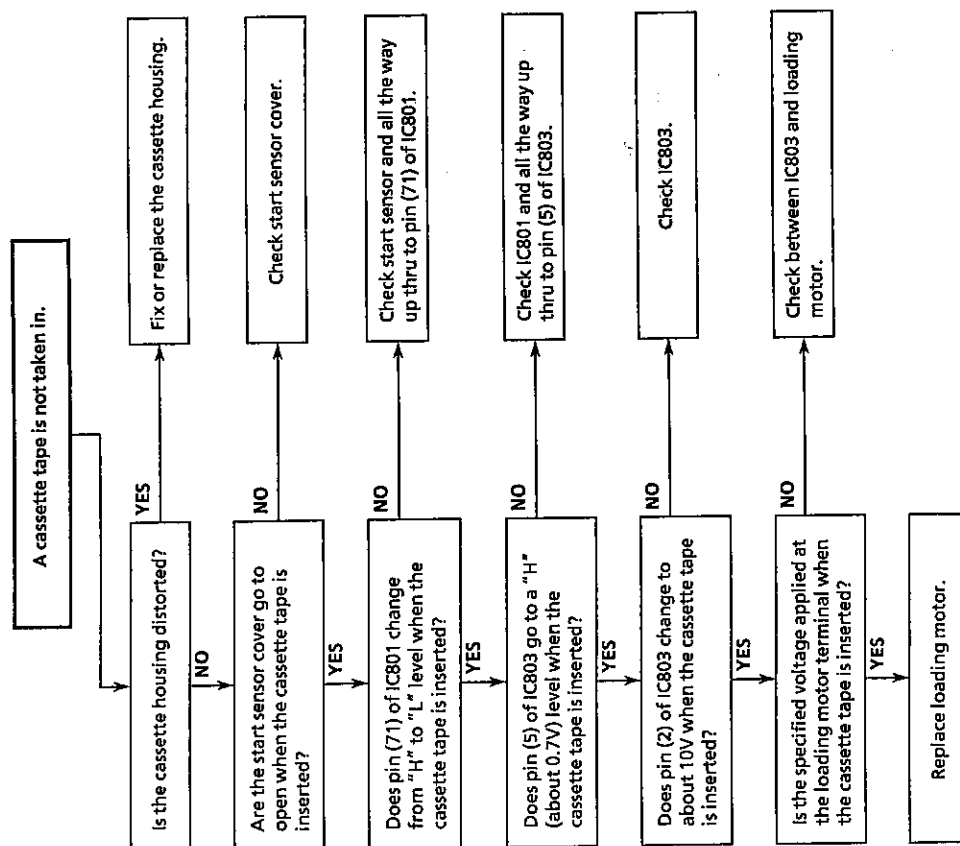 A cassette tape is not taken in.
Is the cassette housing distorted?
YES
Fix or replace the cassette housing.
NO
Are the start sensor cover go to
open when the cassette tape is
inserted?
NO
Check start sensor cover.
YES
Does pin (71) of IC801 change
from "H" to "L" level when the
cassette tape is inserted?
NO
Check start sensor and all the way
up thru to pin (71) of IC801.
YES
Does pin (5) of IC803 go to a "H"
(about 0.7V) level when the
cassette tape is inserted?
NO
Check IC801 and all the way up
thru to pin (5) of IC803.
YES
Does pin (2) of IC803 change to
about 10V when the cassette tape
is inserted?
NO
Check IC803.
YES
Is the specified voltage applied at
the loading motor terminal when
the cassette tape is inserted?
NO
Check between IC803 and loading
motor.
YES
Replace loading motor.